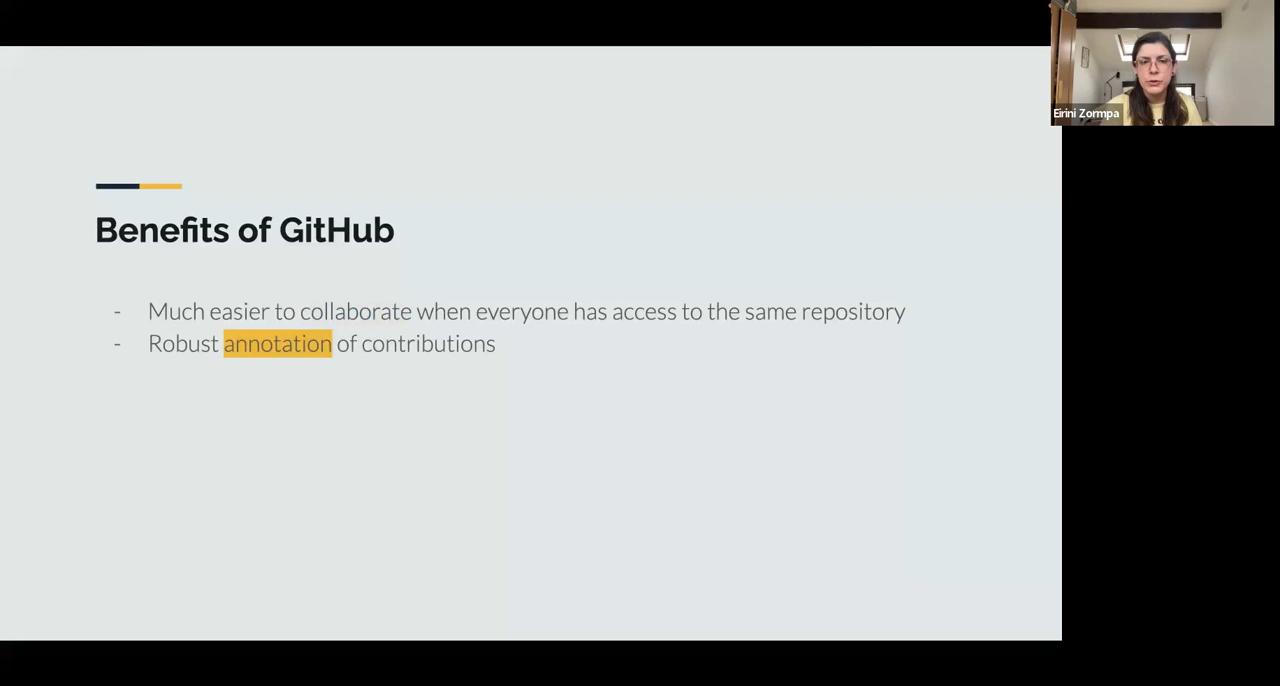 Eirini Zormpa
Benefits of GitHub
- Much easier to collaborate when everyone has access to the same repository
- Robust annotation of contributions